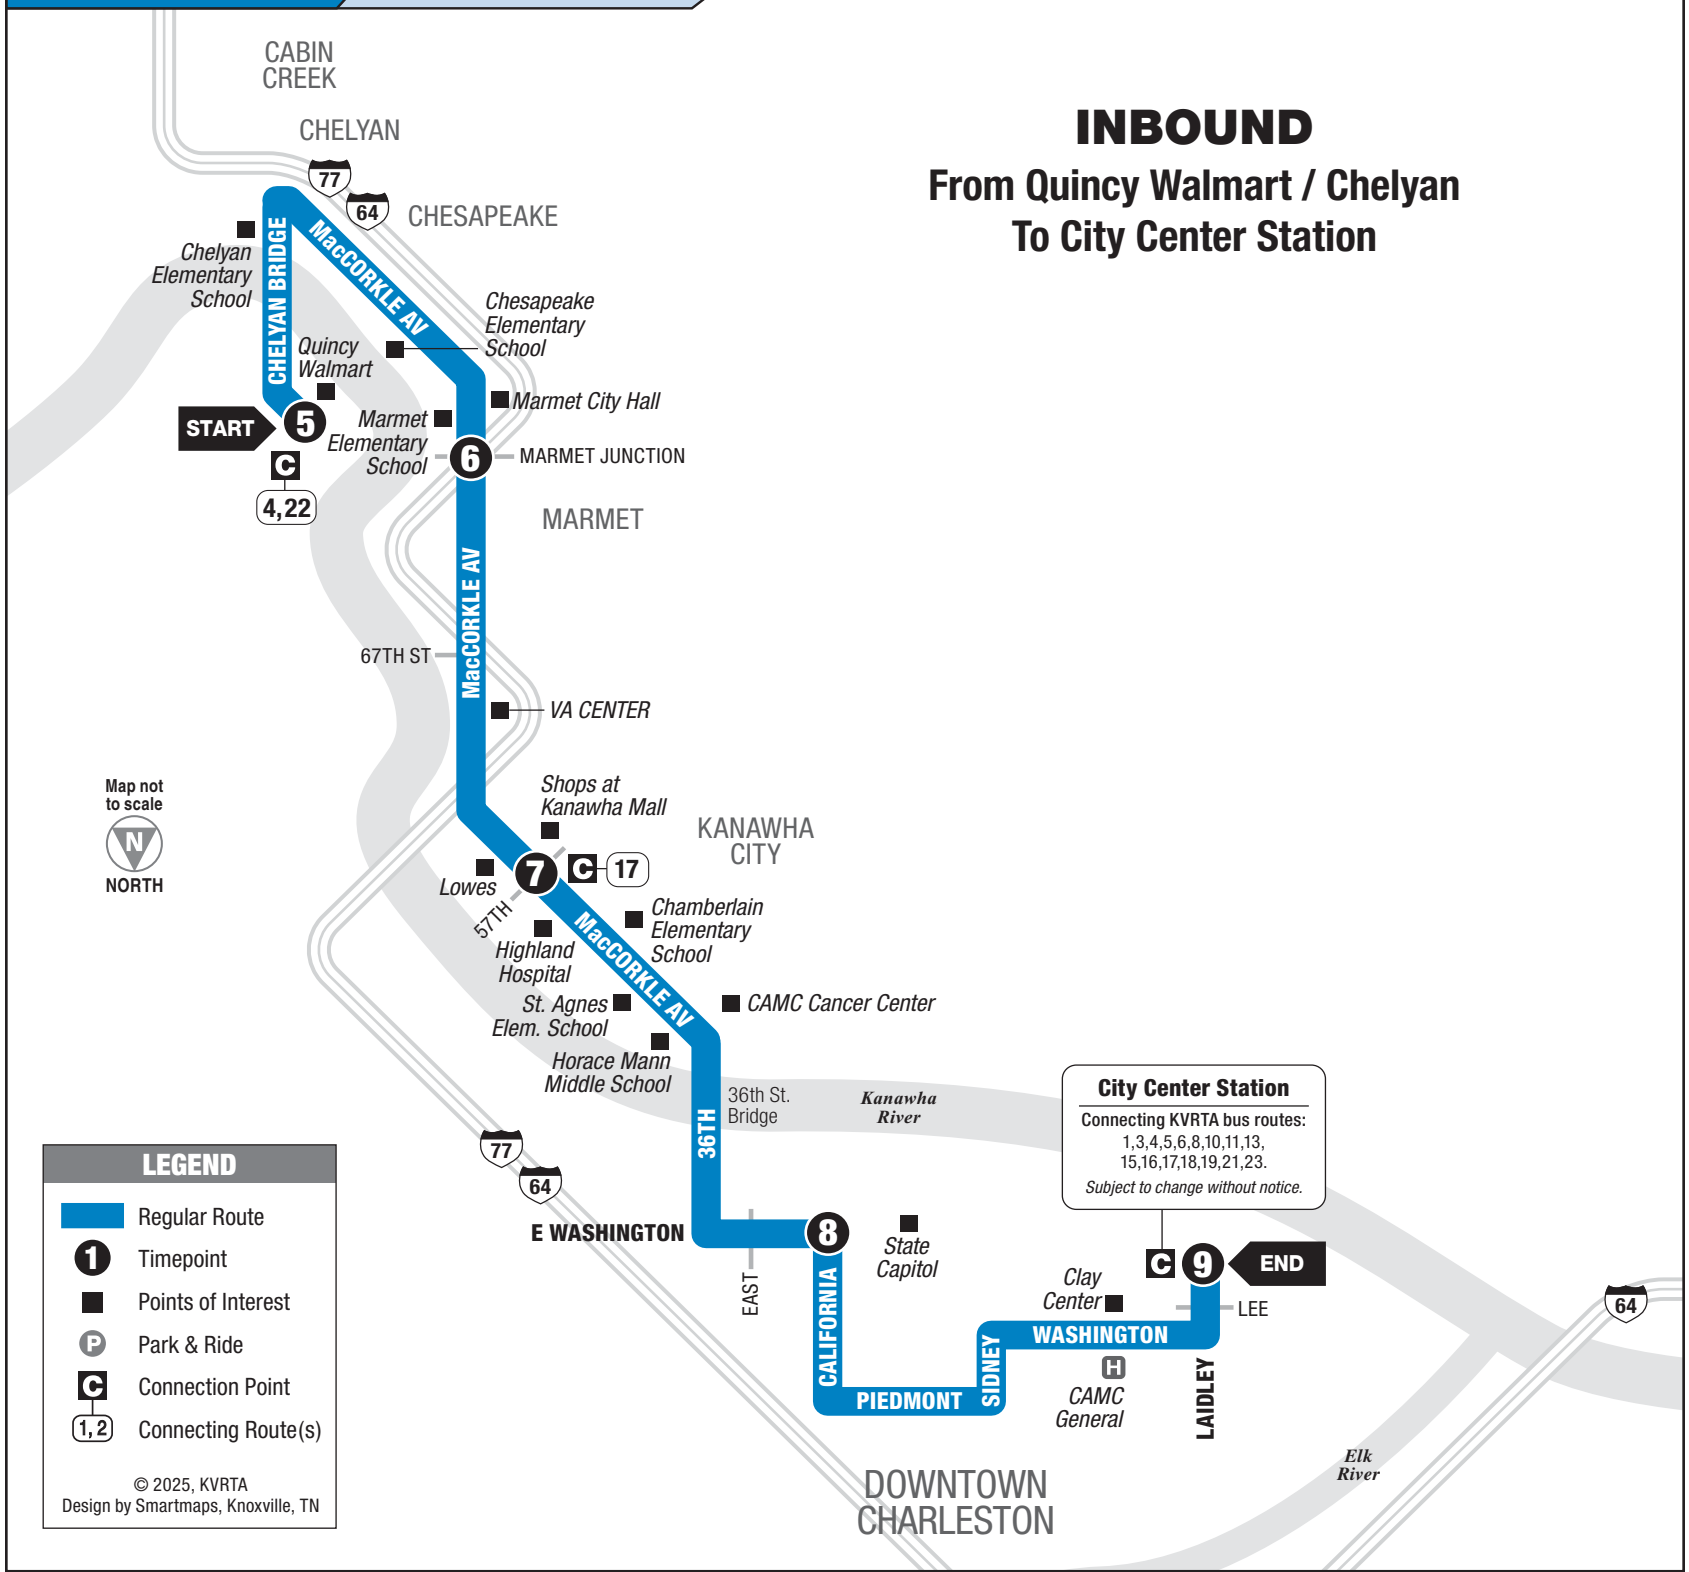 CABIN
CREEK
CHELYAN
INBOUND
From Quincy Walmart / Chelyan
To City Center Station
77
64
CHESAPEAKE
Chelyan
Elementary
School
CHELYAN BRIDGE
MacCORKLE AV
Chesapeake
Elementary
School
Quincy
Walmart
Marmet City Hall
START
5
Marmet
Elementary
School
6
MARMET JUNCTION
C
4,22
MARMET
MacCORKLE AV
67TH ST
VA CENTER
Map not
to scale
N
NORTH
Shops at
Kanawha Mall
KANAWHA
CITY
Lowes
7
C
17
57TH
Highland
Hospital
MacCORKLE AV
Chamberlain
Elementary
School
St. Agnes
Elem. School
CAMC Cancer Center
Horace Mann
Middle School
36TH
36th St.
Bridge
Kanawha
River
City Center Station
Connecting KVRTA bus routes:
1,3,4,5,6,8,10,11,13,
15,16,17,18,19,21,23.
Subject to change without notice.
77
64
E WASHINGTON
8
State
Capitol
EAST
CALIFORNIA
PIEDMONT
SIDNEY
WASHINGTON
Clay
Center
C
9
END
LEE
LAIDLEY
H
CAMC
General
64
Elk
River
DOWNTOWN
CHARLESTON
LEGEND
Regular Route
1
Timepoint
Points of Interest
P
Park & Ride
C
Connection Point
1,2
Connecting Route(s)
© 2025, KVRTA
Design by Smartmaps, Knoxville, TN